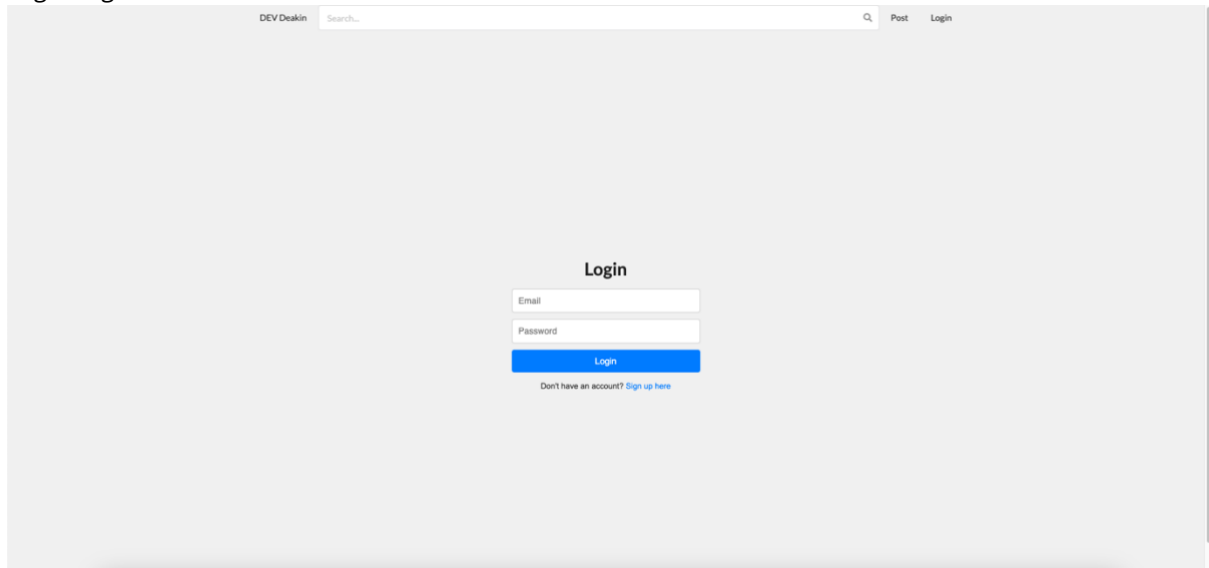 DEV Deakin Search... Post Login
Login
Email
Password
Login
Don't have an account? Sign up here